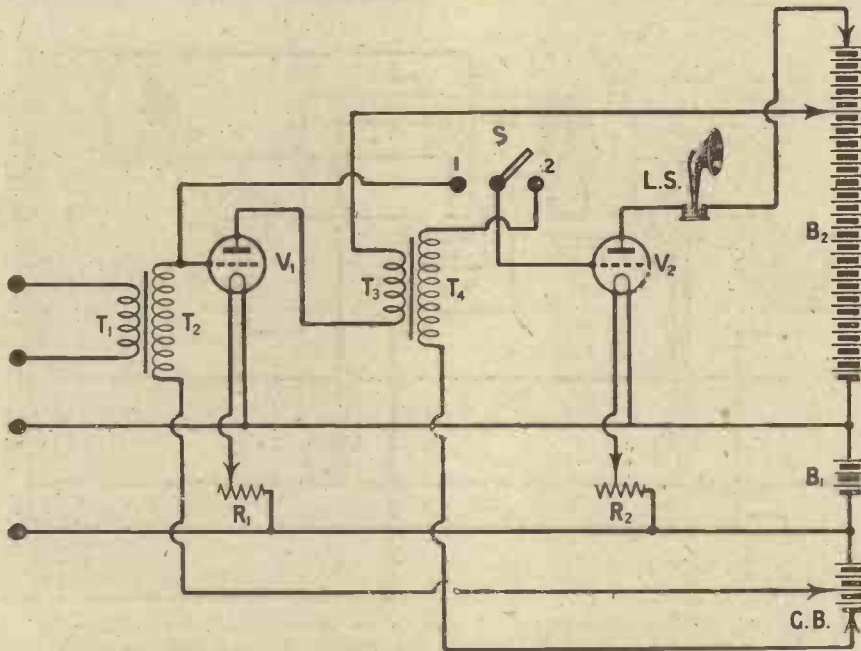 S
1
2
L.S.
B₂
V₁
V₂
T₁
T₂
T₃
T₄
B₁
R₁
R₂
G.B.